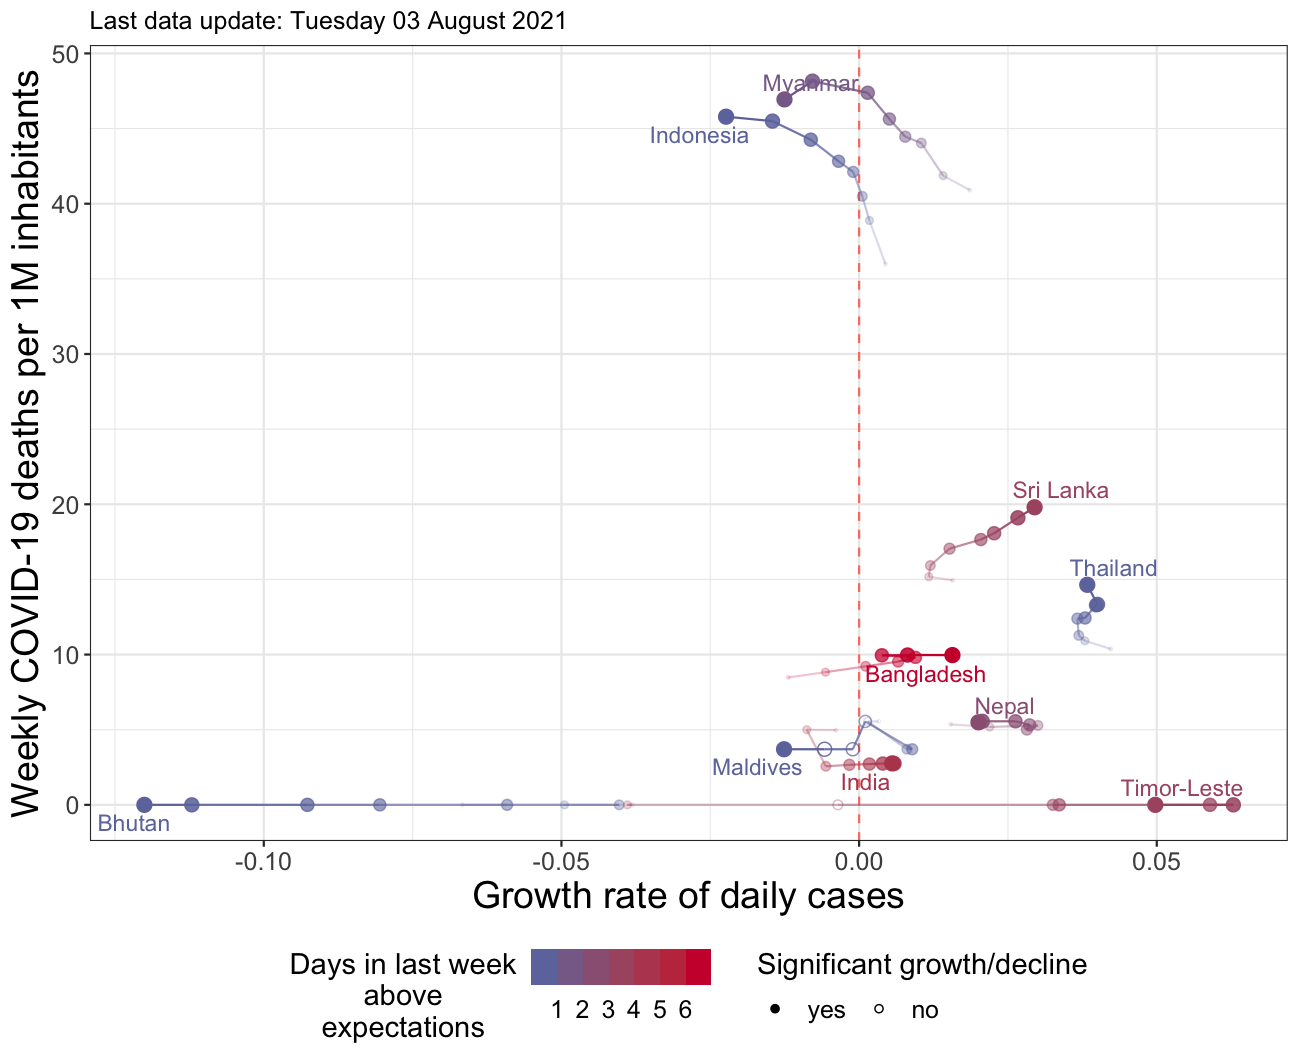 Last data update: Tuesday 03 August 2021
Weekly COVID-19 deaths per 1M inhabitants
50
40
30
20
10
0
Myanmar
Indonesia
Sri Lanka
Thailand
Bangladesh
Nepal
Maldives
India
Timor-Leste
Bhutan
-0.10
-0.05
0.00
0.05
Growth rate of daily cases
Days in last week
above
expectations
1 2 3 4 5 6
Significant growth/decline
yes
no